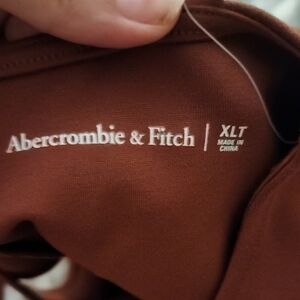 Abercrombie & Fitch | XLT
MADE IN
CHINA